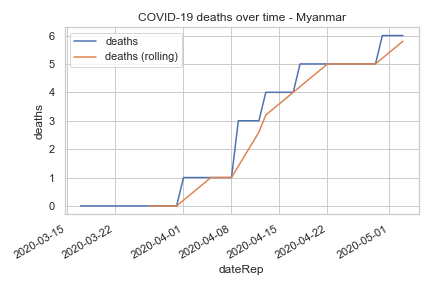 COVID-19 deaths over time - Myanmar
deaths
deaths (rolling)
6
5
4
3
2
1
0
deaths
2020-03-15
2020-03-22
2020-04-01
2020-04-08
2020-04-15
2020-04-22
2020-05-01
dateRep